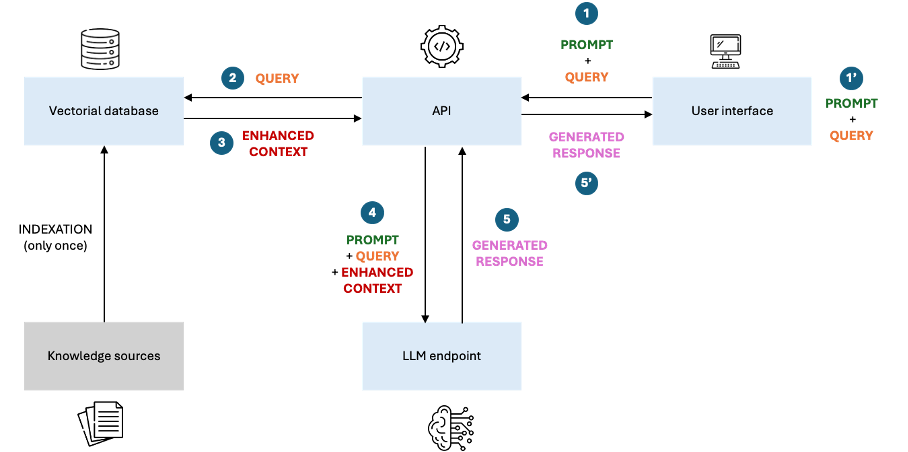 1
PROMPT
+
QUERY
2 QUERY
Vectorial database
API
User interface
1'
PROMPT
+
QUERY
3 ENHANCED
CONTEXT
GENERATED
RESPONSE
5'
INDEXATION
(only once)
4
PROMPT
+ QUERY
+ ENHANCED
CONTEXT
5
GENERATED
RESPONSE
Knowledge sources
LLM endpoint